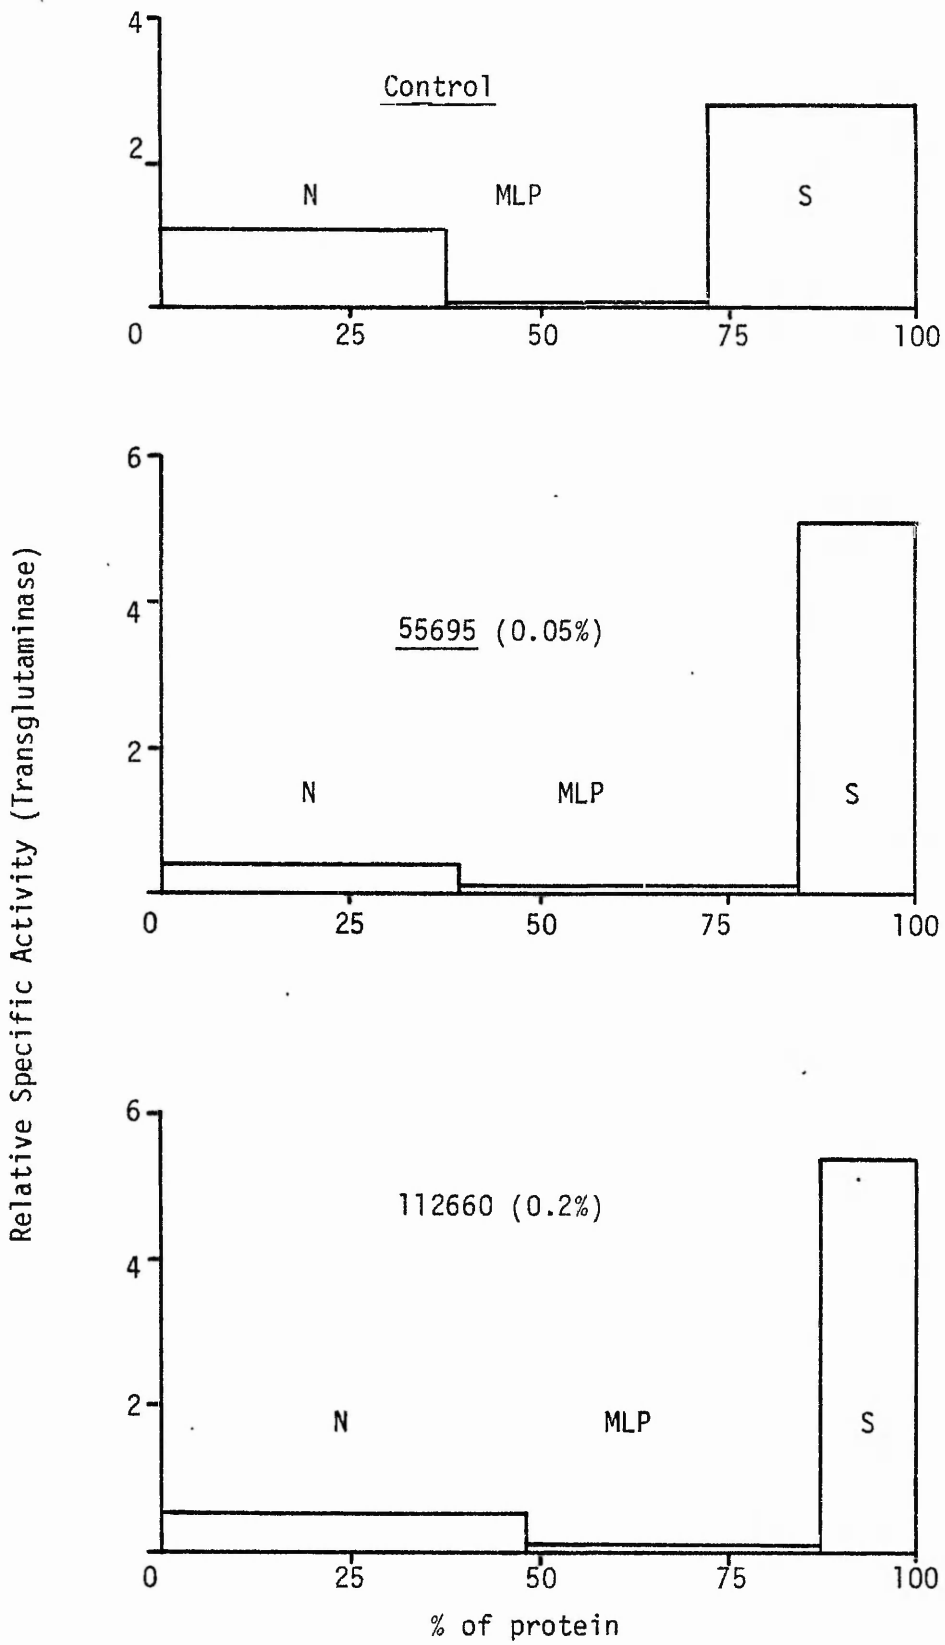 4
Control
2
N MLP S
0 25 50 75 100
6
4
55695 (0.05%)
2
N MLP S
0 25 50 75 100
Relative Specific Activity (Transglutaminase)
6
112660 (0.2%)
4
2
N MLP S
0 25 50 75 100
% of protein